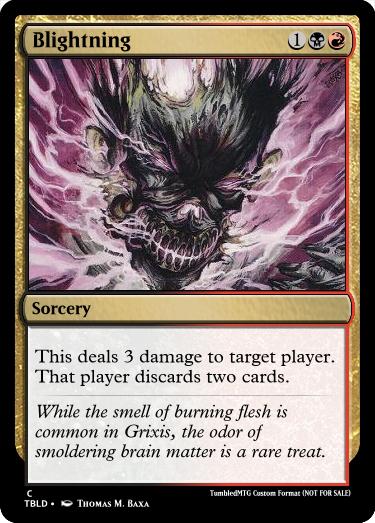 Blightning 1
Sorcery
This deals 3 damage to target player.
That player discards two cards.
While the smell of burning flesh is
common in Grixis, the odor of
smoldering brain matter is a rare treat.
C
TBLD • Thomas M. Baxa
TumbledMTG Custom Format (NOT FOR SALE)